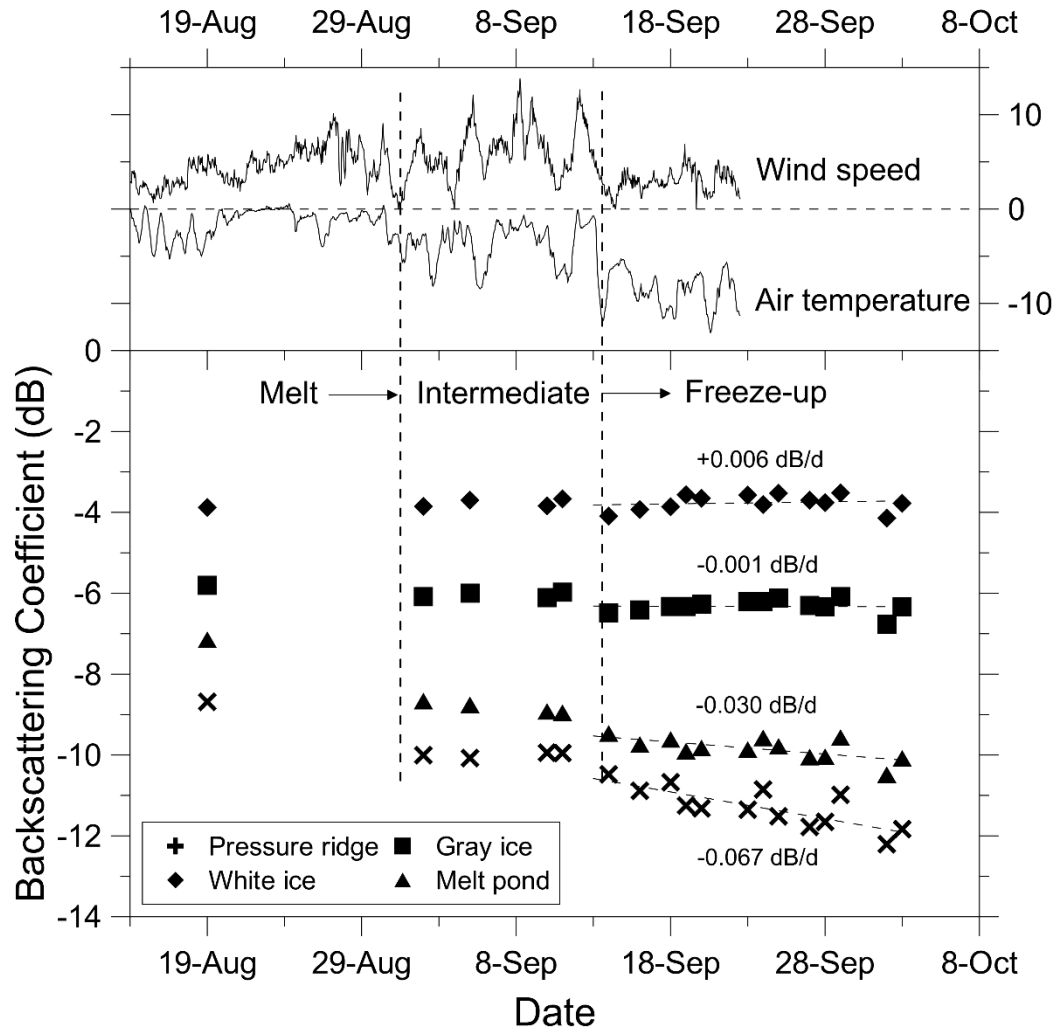 19-Aug 29-Aug 8-Sep 18-Sep 28-Sep 8-Oct
10
Wind speed
0
Air temperature
-10
0
Melt Intermediate Freeze-up
-2
+0.006 dB/d
-4
-0.001 dB/d
-6
-8
-0.030 dB/d
-10
-12
-0.067 dB/d
-14
Backscattering Coefficient (dB)
Pressure ridge Gray ice
White ice Melt pond
19-Aug 29-Aug 8-Sep 18-Sep 28-Sep 8-Oct
Date